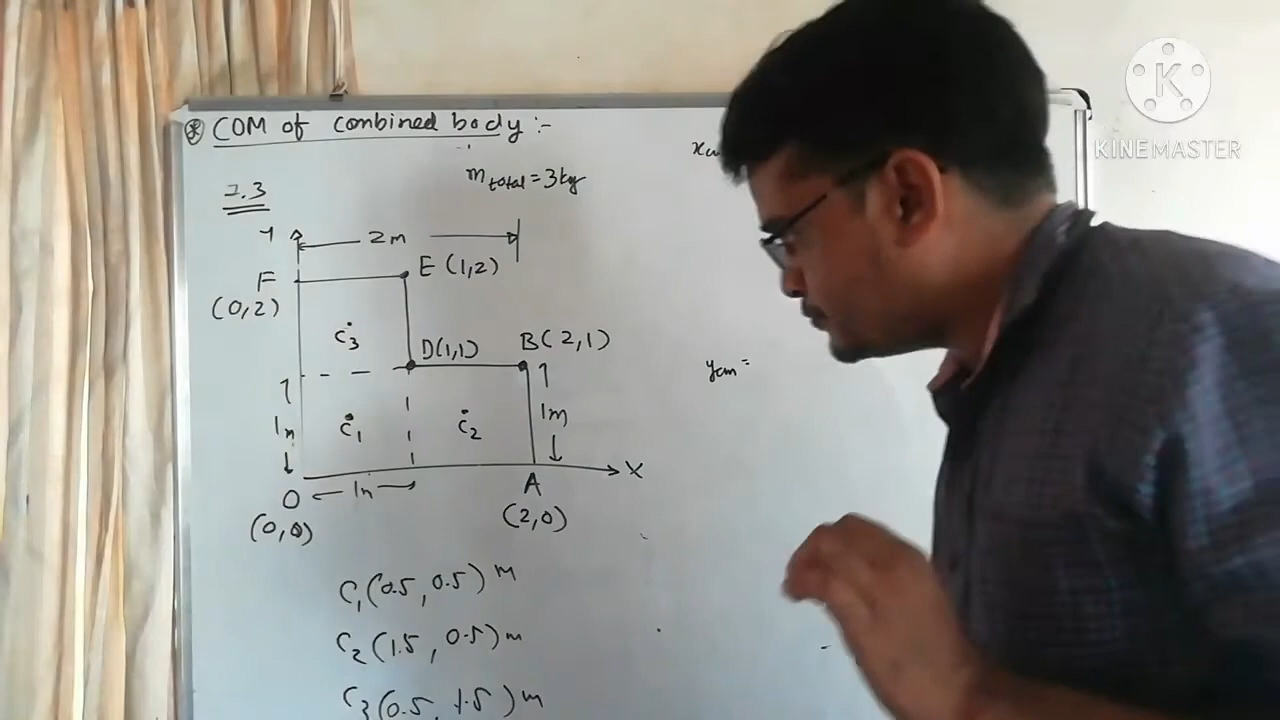 ⊛ COM of combined body :-
m total = 3kg
7.3
Y
2m
F
(0,2)
E (1,2)
C3
D(1,1)
B(2,1)
1m
C1
C2
1m
X
O
1m
A
(0,0)
(2,0)
C1(0.5, 0.5) m
C2(1.5, 0.5) m
C3(0.5, 1.5) m
ycm =
K
KINEMASTER